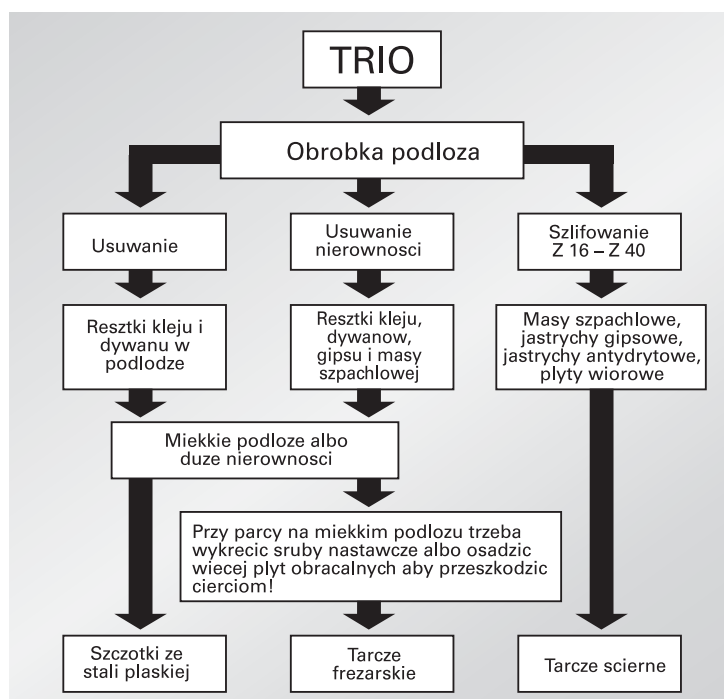 TRIO
Obrobka podloza
Usuwanie
Usuwanie
nierownosci
Szlifowanie
Z 16 – Z 40
Resztki kleju i
dywanu w
podlodze
Resztki kleju,
dywanow,
gipsu i masy
szpachlowej
Masy szpachlowe,
jastrychy gipsowe,
jastrychy antydrytowe,
plyty wiorowe
Miekkie podloze albo
duze nierownosci
Przy parcy na miekkim podlozu trzeba
wykrecic sruby nastawcze albo osadzic
wiecej plyt obracalnych aby przeszkodzic
cierciom!
Szczotki ze
stali plaskiej
Tarcze
frezarskie
Tarcze scierne